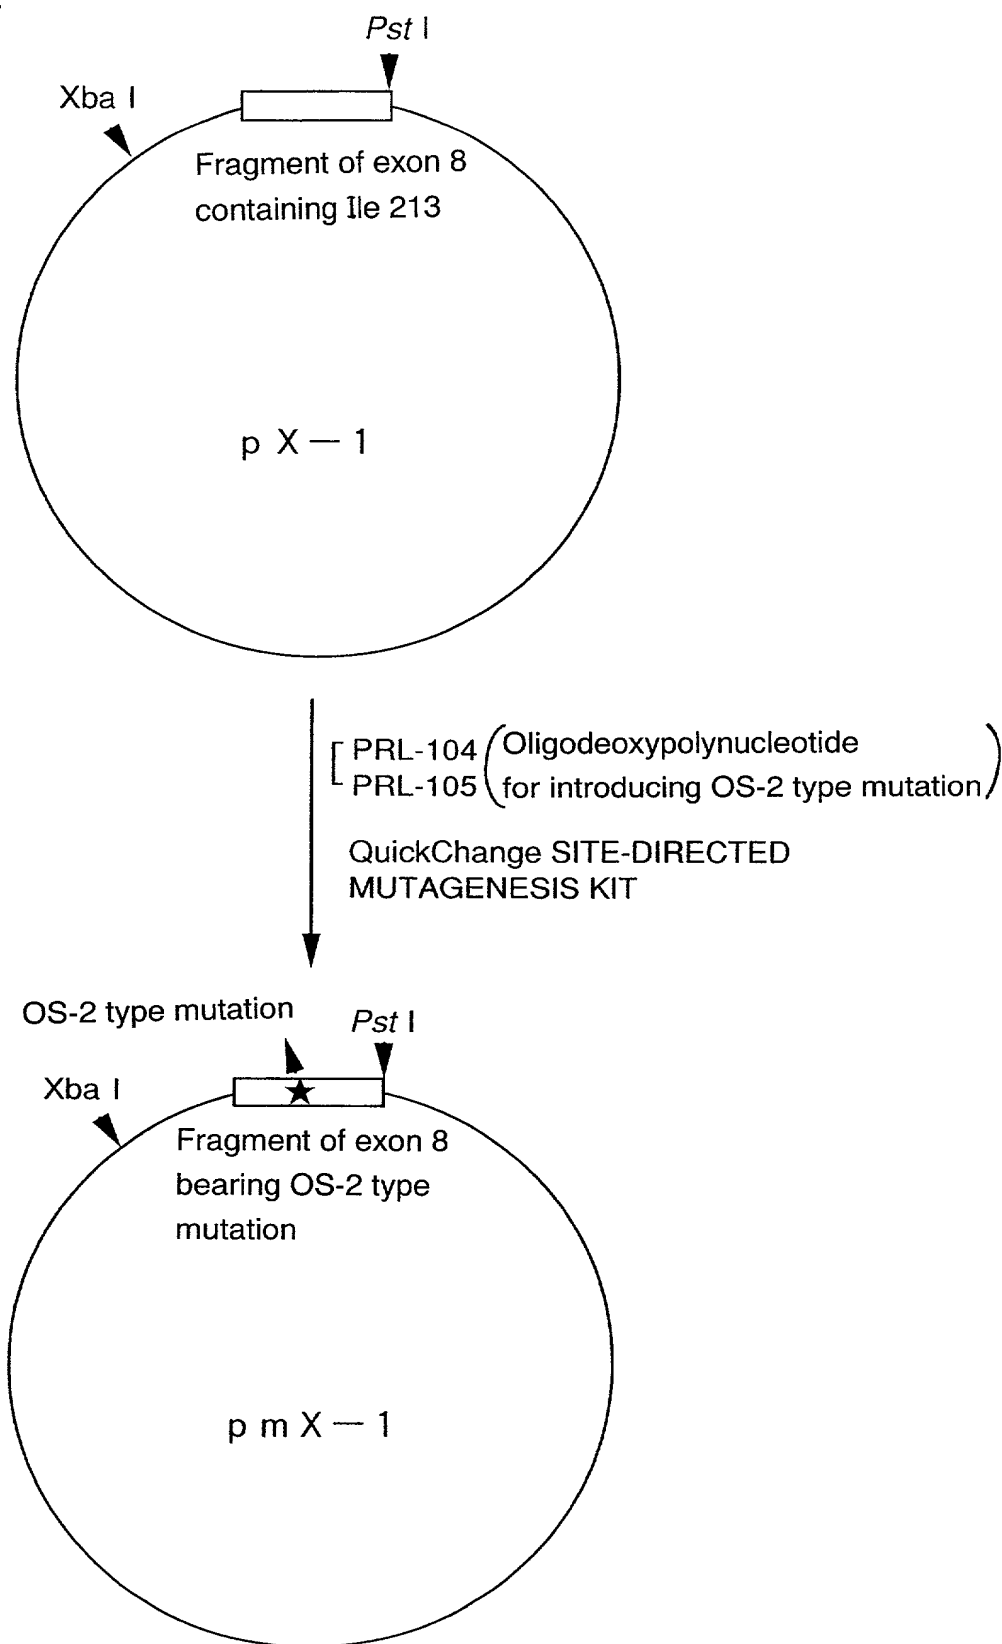 Pst I
Xba I
Fragment of exon 8
containing Ile 213
p X — 1
PRL-104
PRL-105
(Oligodeoxypolynucleotide
for introducing OS-2 type mutation)
QuickChange SITE-DIRECTED
MUTAGENESIS KIT
OS-2 type mutation
Pst I
Xba I
Fragment of exon 8
bearing OS-2 type
mutation
p m X — 1